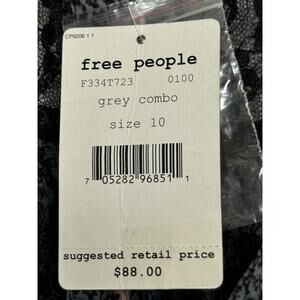 CP9206 1 1
free people
F334T723 0100
grey combo
size 10
7 05282 96851 1
suggested retail price
$88.00